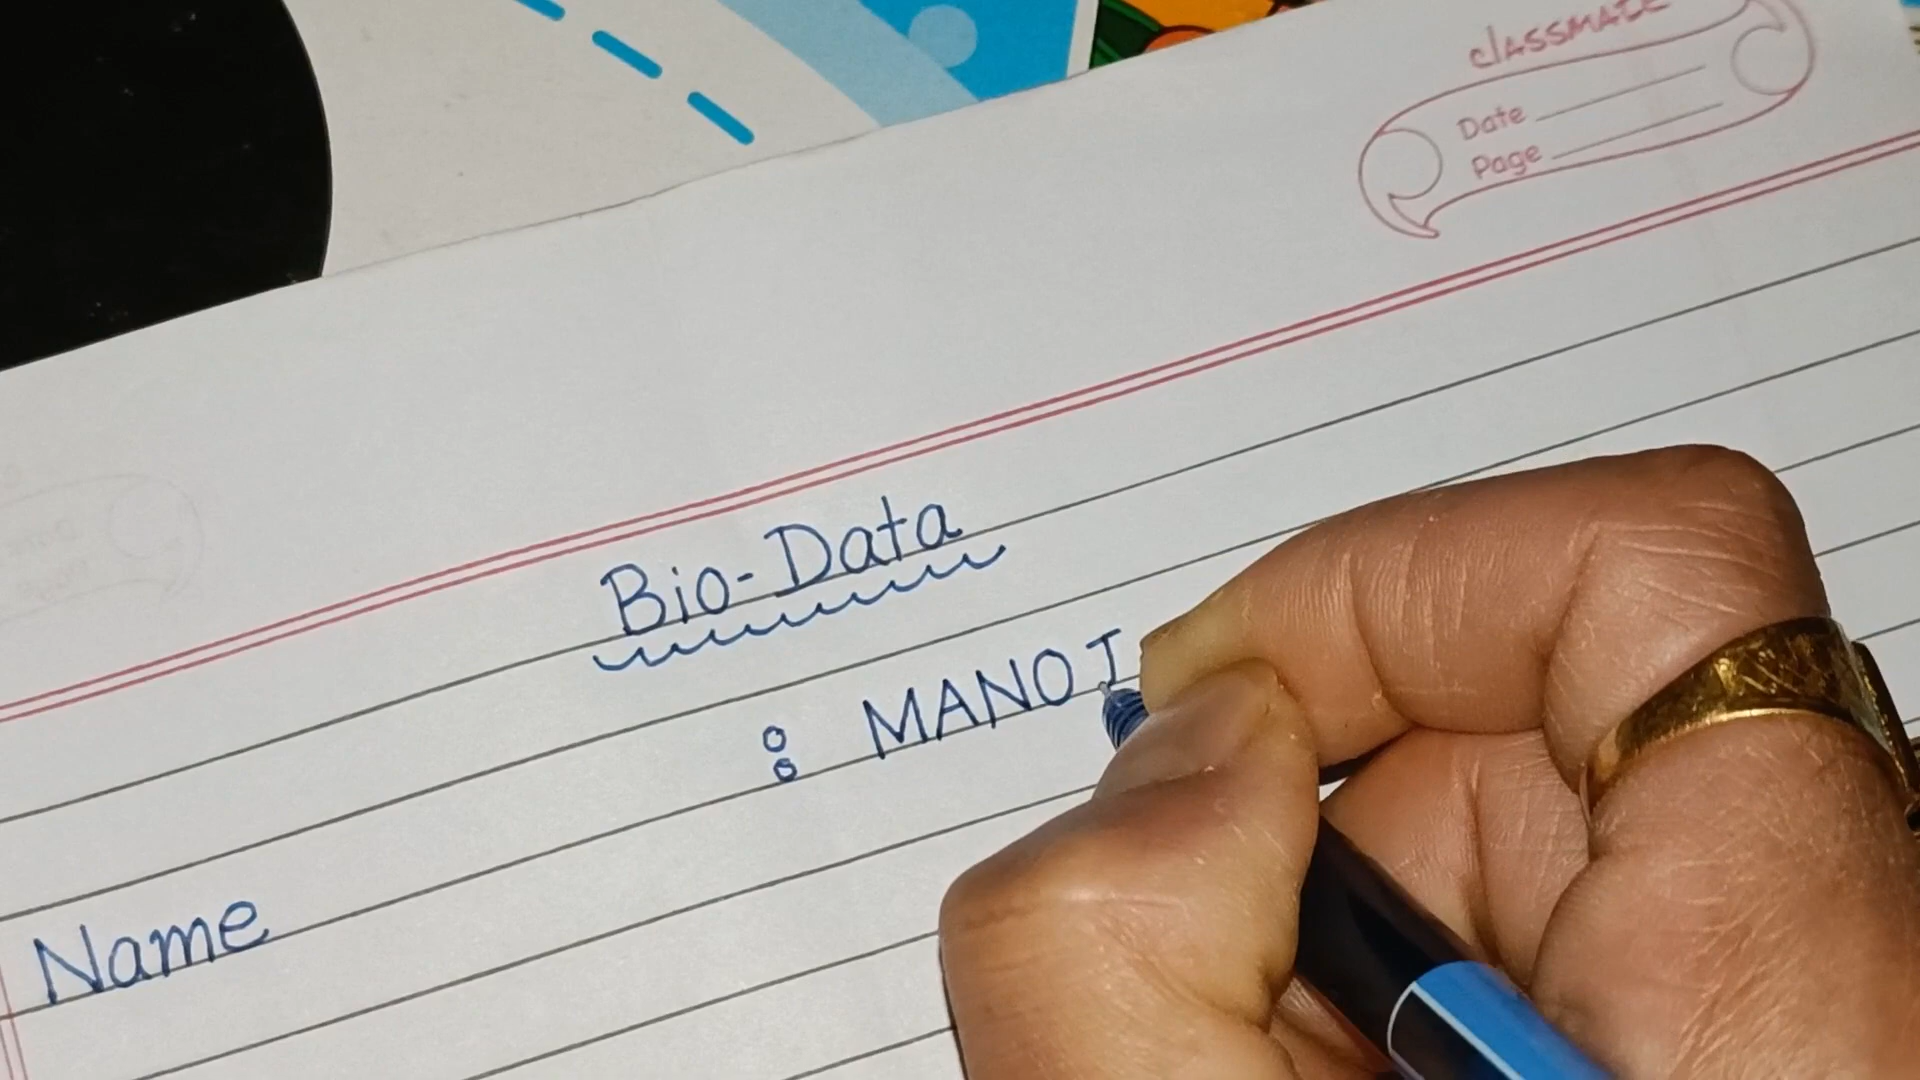 classmate
Date
Page
Bio-Data
Name : MANOJ